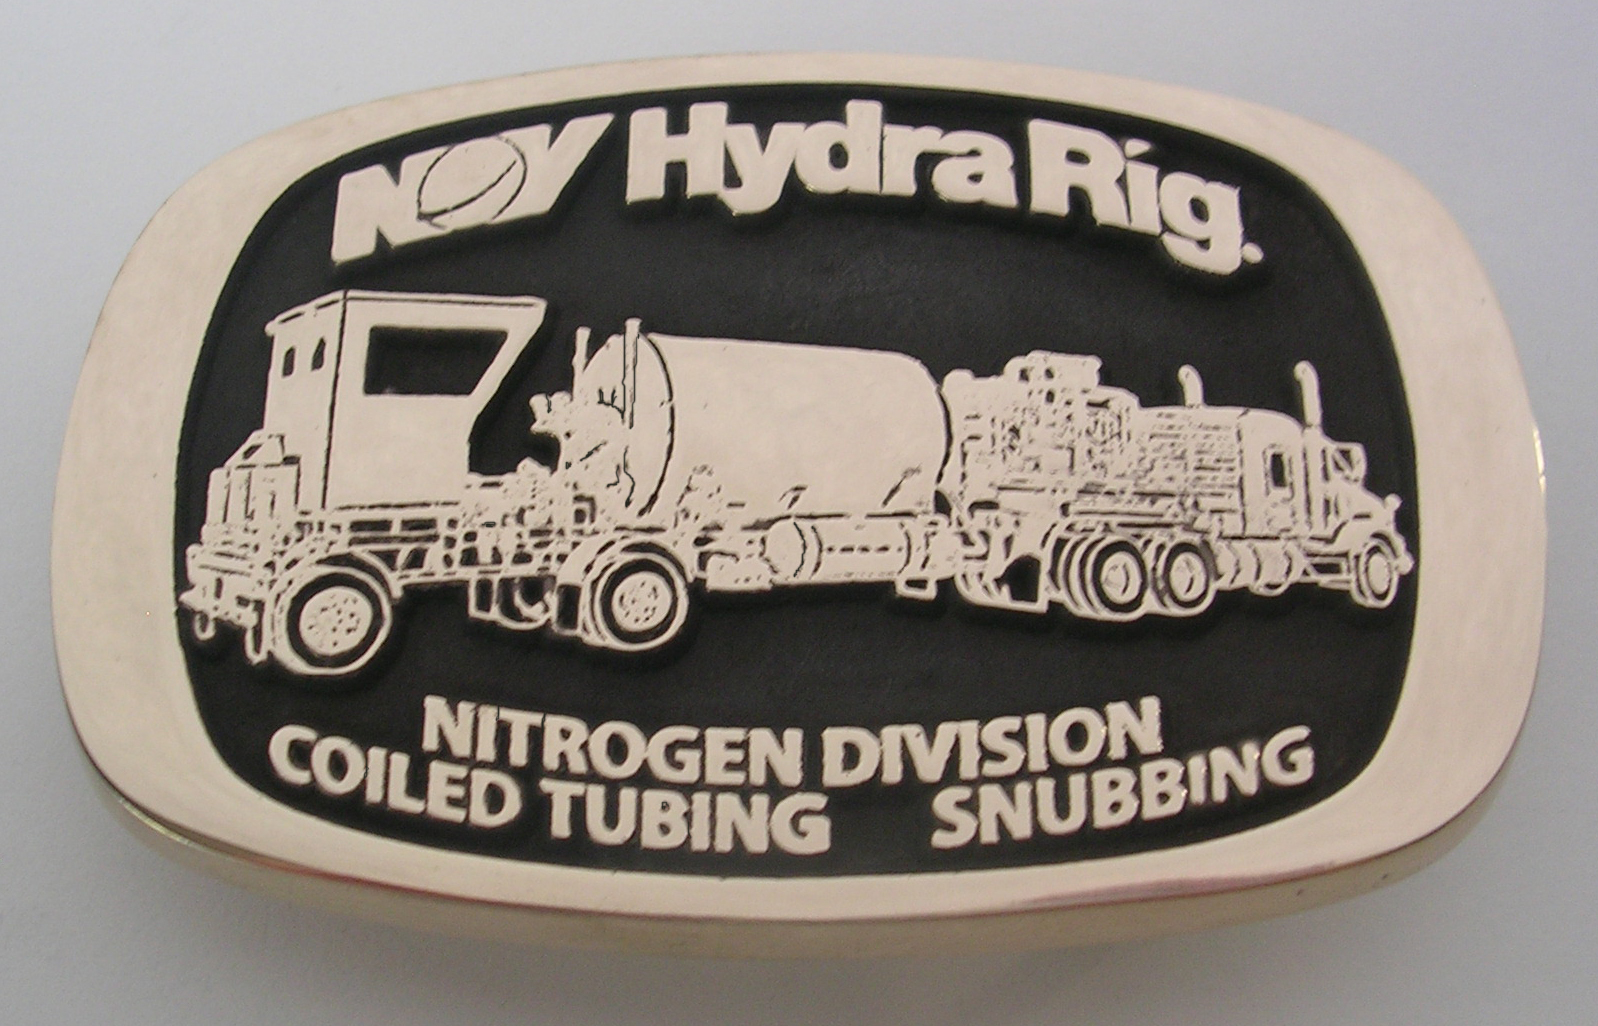 NOV Hydra Rig.
NITROGEN DIVISION
COILED TUBING SNUBBING